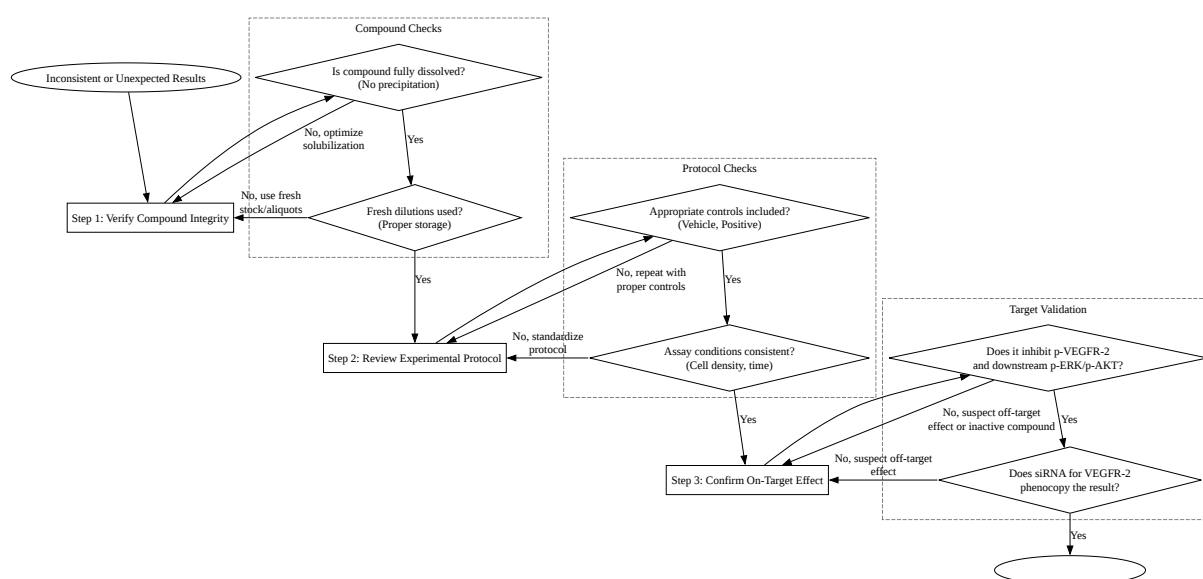 Compound Checks
Inconsistent or Unexpected Results
Is compound fully dissolved?
(No precipitation)
No, optimize
solubilization
Yes
Step 1: Verify Compound Integrity
No, use fresh
stock/aliquots
Fresh dilutions used?
(Proper storage)
Yes
Protocol Checks
Appropriate controls included?
(Vehicle, Positive)
No, repeat with
proper controls
Yes
Step 2: Review Experimental Protocol
No, standardize
protocol
Assay conditions consistent?
(Cell density, time)
Yes
Target Validation
Does it inhibit p-VEGFR-2
and downstream p-ERK/p-AKT?
No, suspect off-target
effect or inactive compound
Yes
Step 3: Confirm On-Target Effect
No, suspect off-target
effect
Does siRNA for VEGFR-2
phenocopy the result?
Yes